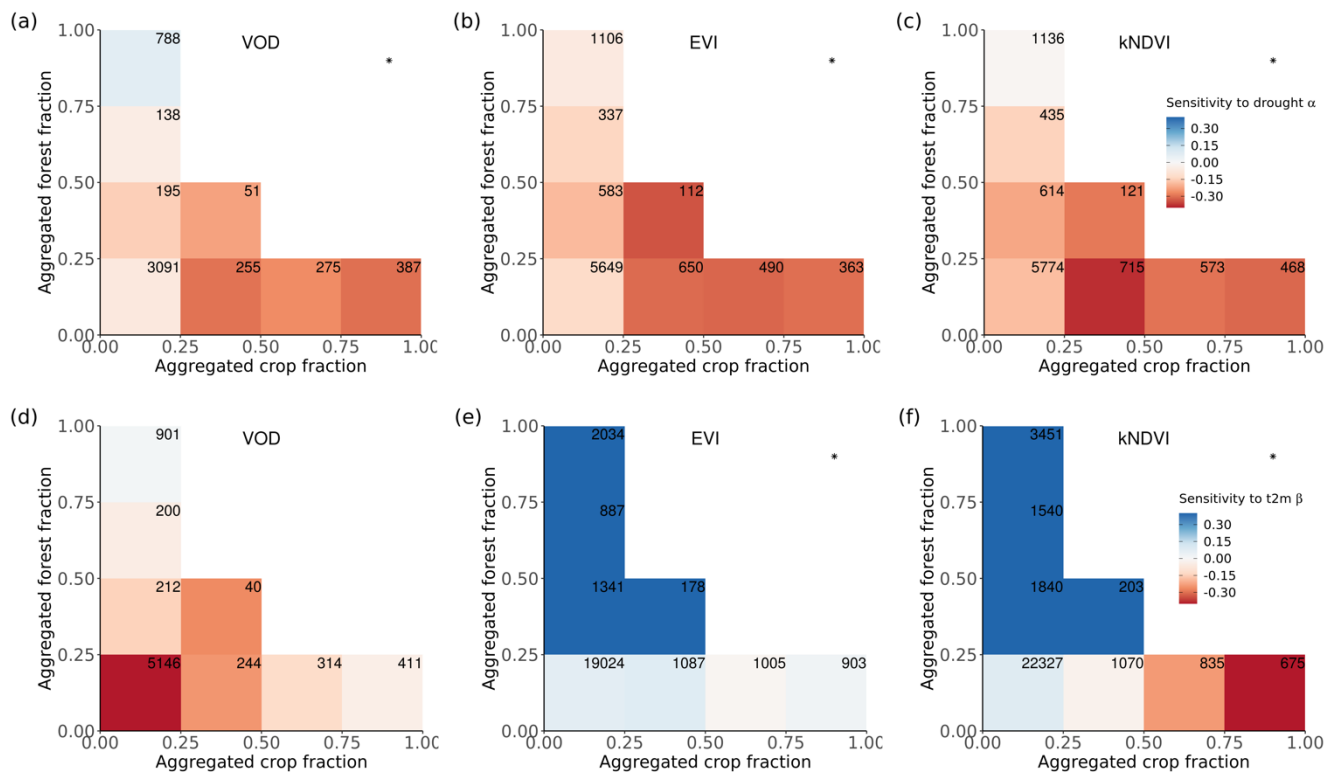 (a)
VOD
*
Aggregated forest fraction
1.00
0.75
0.50
0.25
0.00
788
138
195 51
3091 255 275 387
0.00 0.25 0.50 0.75 1.00
Aggregated crop fraction
(b)
EVI
*
Aggregated forest fraction
1.00
0.75
0.50
0.25
0.00
1106
337
583 112
5649 650 490 363
0.00 0.25 0.50 0.75 1.00
Aggregated crop fraction
(c)
kNDVI
*
Aggregated forest fraction
1.00
0.75
0.50
0.25
0.00
1136
435
614 121
5774 715 573 468
0.00 0.25 0.50 0.75 1.00
Aggregated crop fraction
Sensitivity to drought α
0.30
0.15
0.00
-0.15
-0.30
(d)
VOD
Aggregated forest fraction
1.00
0.75
0.50
0.25
0.00
901
200
212 40
5146 244 314 411
0.00 0.25 0.50 0.75 1.00
Aggregated crop fraction
(e)
EVI
*
Aggregated forest fraction
1.00
0.75
0.50
0.25
0.00
2034
887
1341 178
19024 1087 1005 903
0.00 0.25 0.50 0.75 1.00
Aggregated crop fraction
(f)
kNDVI
*
Aggregated forest fraction
1.00
0.75
0.50
0.25
0.00
3451
1540
1840 203
22327 1070 835 675
0.00 0.25 0.50 0.75 1.00
Aggregated crop fraction
Sensitivity to t2m β
0.30
0.15
0.00
-0.15
-0.30